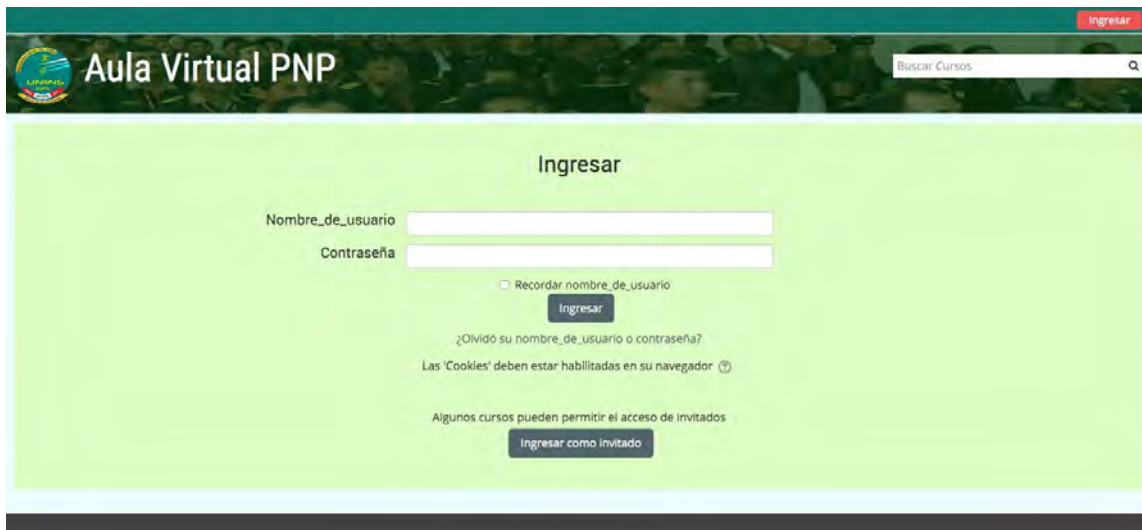 Ingresar
Aula Virtual PNP
Buscar Cursos
Ingresar
Nombre_de_usuario
Contraseña
Recordar nombre_de_usuario
Ingresar
¿Olvidó su nombre_de_usuario o contraseña?
Las 'Cookies' deben estar habilitadas en su navegador
Algunos cursos pueden permitir el acceso de invitados
Ingresar como invitado